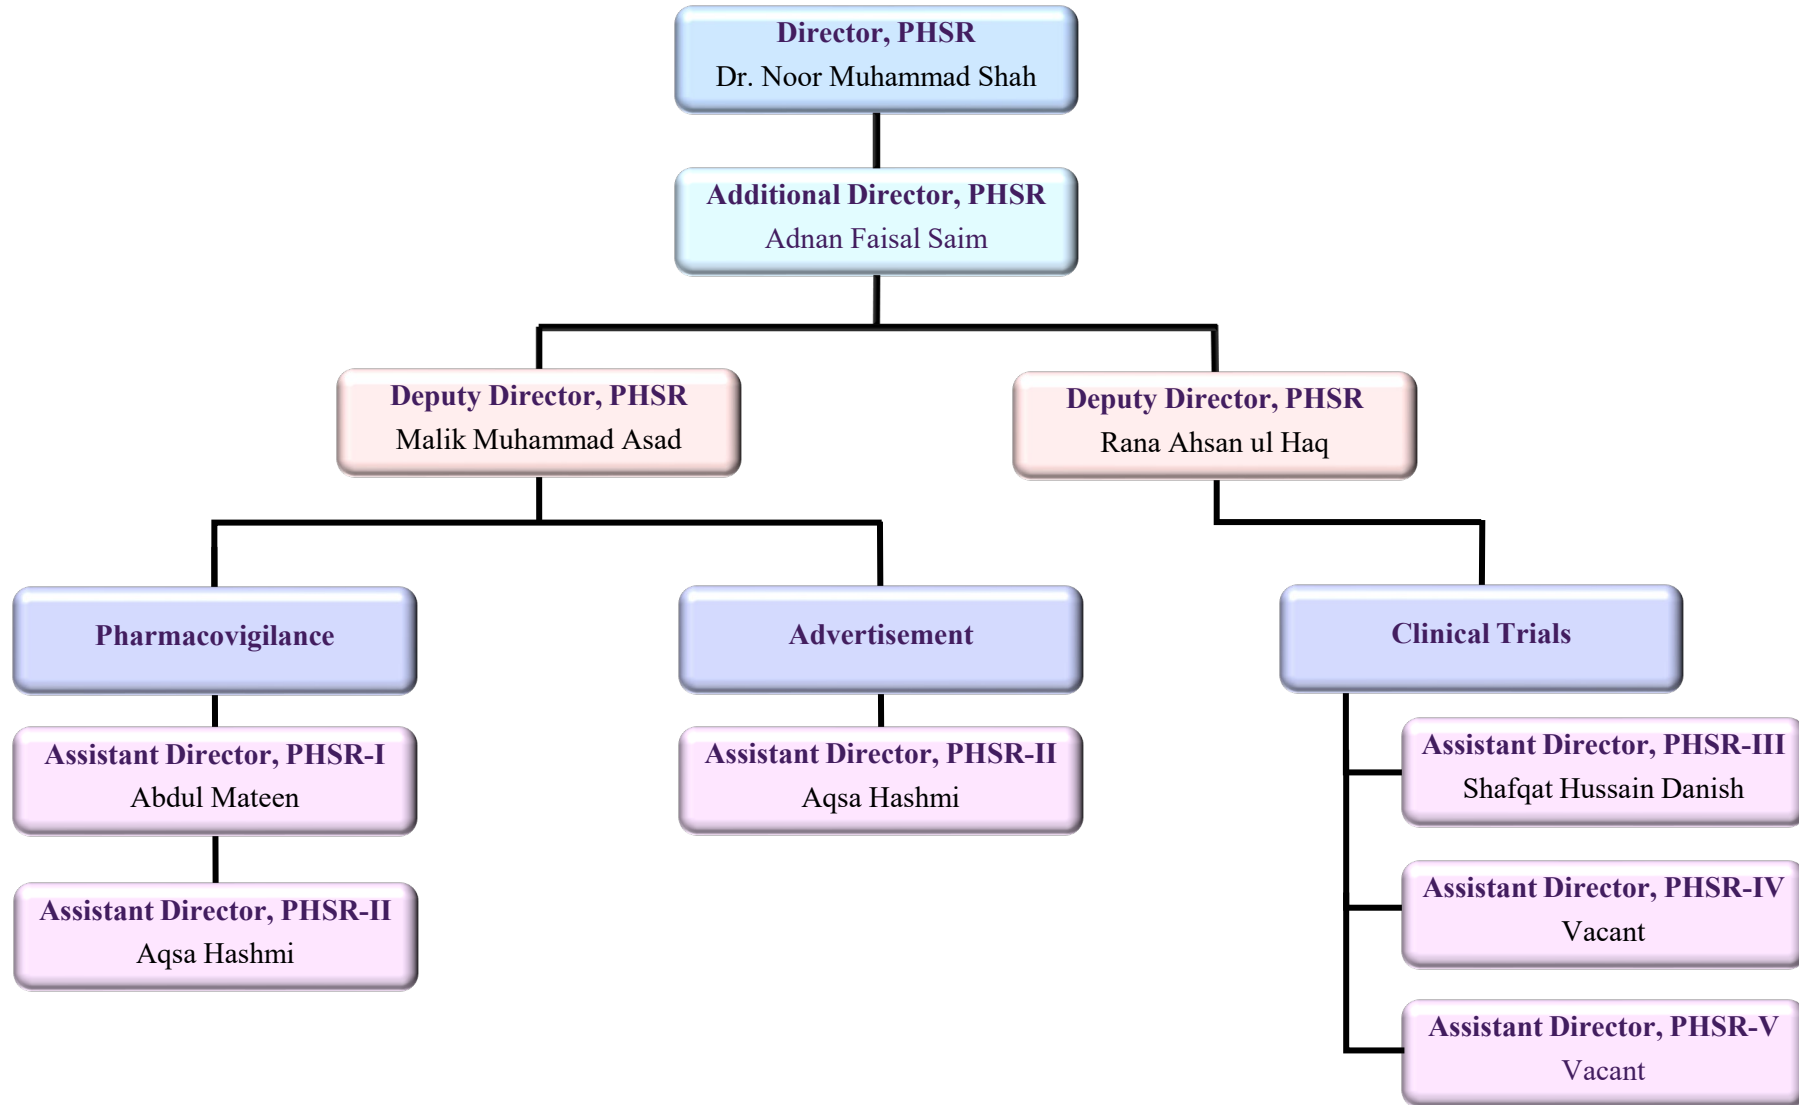 Director, PHSR
Dr. Noor Muhammad Shah
Additional Director, PHSR
Adnan Faisal Saim
Deputy Director, PHSR
Malik Muhammad Asad
Deputy Director, PHSR
Rana Ahsan ul Haq
Pharmacovigilance
Advertisement
Clinical Trials
Assistant Director, PHSR-I
Abdul Mateen
Assistant Director, PHSR-II
Aqsa Hashmi
Assistant Director, PHSR-II
Aqsa Hashmi
Assistant Director, PHSR-III
Shafqat Hussain Danish
Assistant Director, PHSR-IV
Vacant
Assistant Director, PHSR-V
Vacant